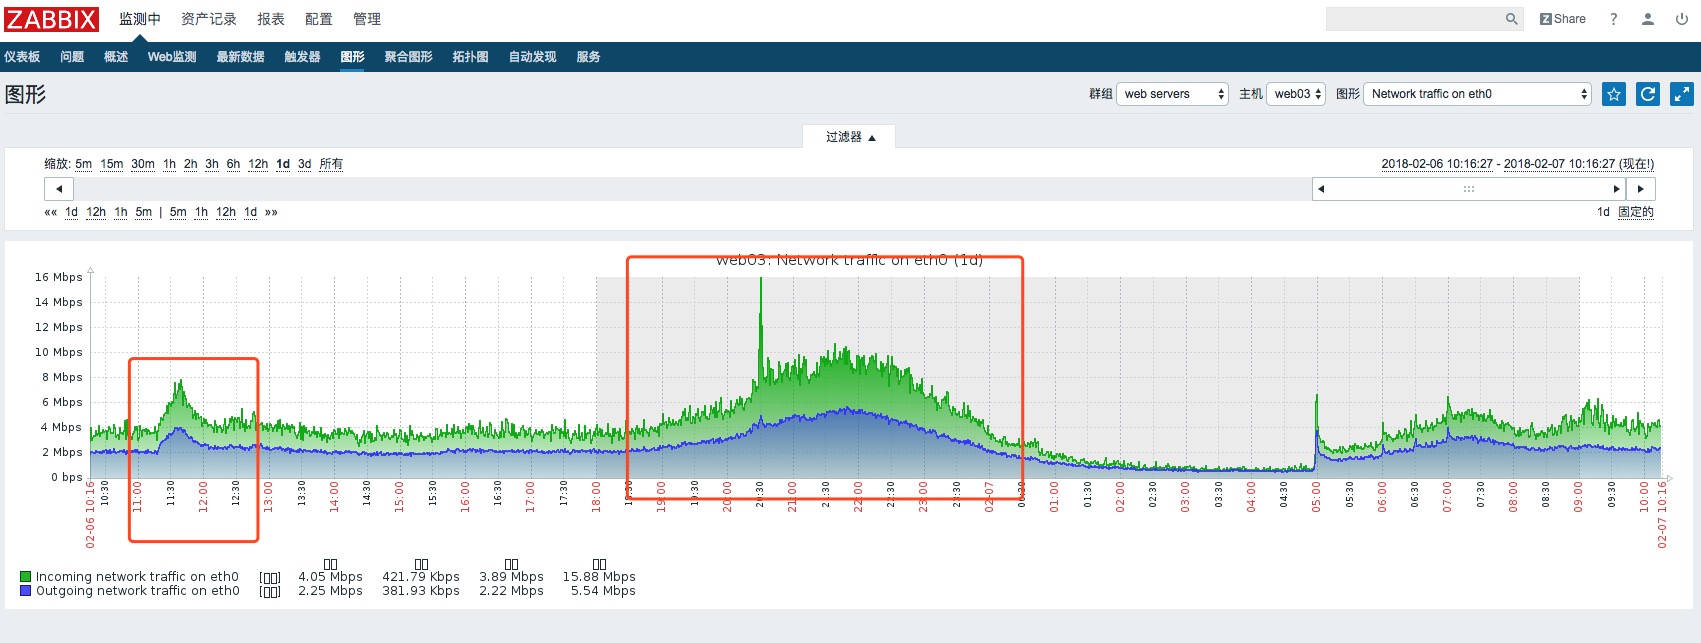 ZABBIX 监测中 资产记录 报表 配置 管理 Z Share ?
仪表板 问题 概述 Web监测 最新数据 触发器 图形 聚合图形 拓扑图 自动发现 服务
图形 群组 web servers 主机 web03 图形 Network traffic on eth0
过滤器 ▲
缩放: 5m 15m 30m 1h 2h 3h 6h 12h 1d 3d 所有 2018-02-06 10:16:27 - 2018-02-07 10:16:27 (现在!)
«« 1d 12h 1h 5m | 5m 1h 12h 1d »» 1d 固定的
web03: Network traffic on eth0 (1d)
16 Mbps
14 Mbps
12 Mbps
10 Mbps
8 Mbps
6 Mbps
4 Mbps
2 Mbps
0 bps
02-06 10:16 10:30 11:00 11:30 12:00 12:30 13:00 13:30 14:00 14:30 15:00 15:30 16:00 16:30 17:00 17:30 18:00 18:30 19:00 19:30 20:00 20:30 21:00 21:30 22:00 22:30 23:00 23:30 02-07 00:30 01:00 01:30 02:00 02:30 03:00 03:30 04:00 04:30 05:00 05:30 06:00 06:30 07:00 07:30 08:00 08:30 09:00 09:30 10:00 02-07 10:16
Incoming network traffic on eth0 4.05 Mbps 421.79 Kbps 3.89 Mbps 15.88 Mbps
Outgoing network traffic on eth0 2.25 Mbps 381.93 Kbps 2.22 Mbps 5.54 Mbps